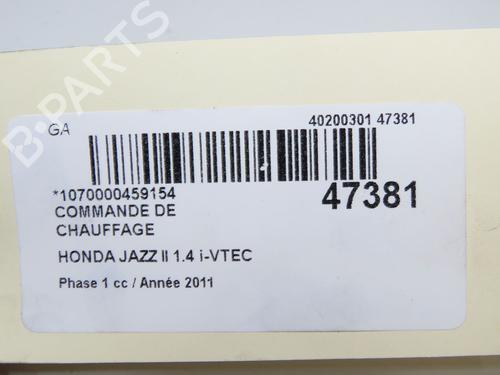 GA
40200301 47381
*1070000459154
47381
COMMANDE DE
CHAUFFAGE
HONDA JAZZ II 1.4 i-VTEC
Phase 1 cc / Année 2011
B-PARTS